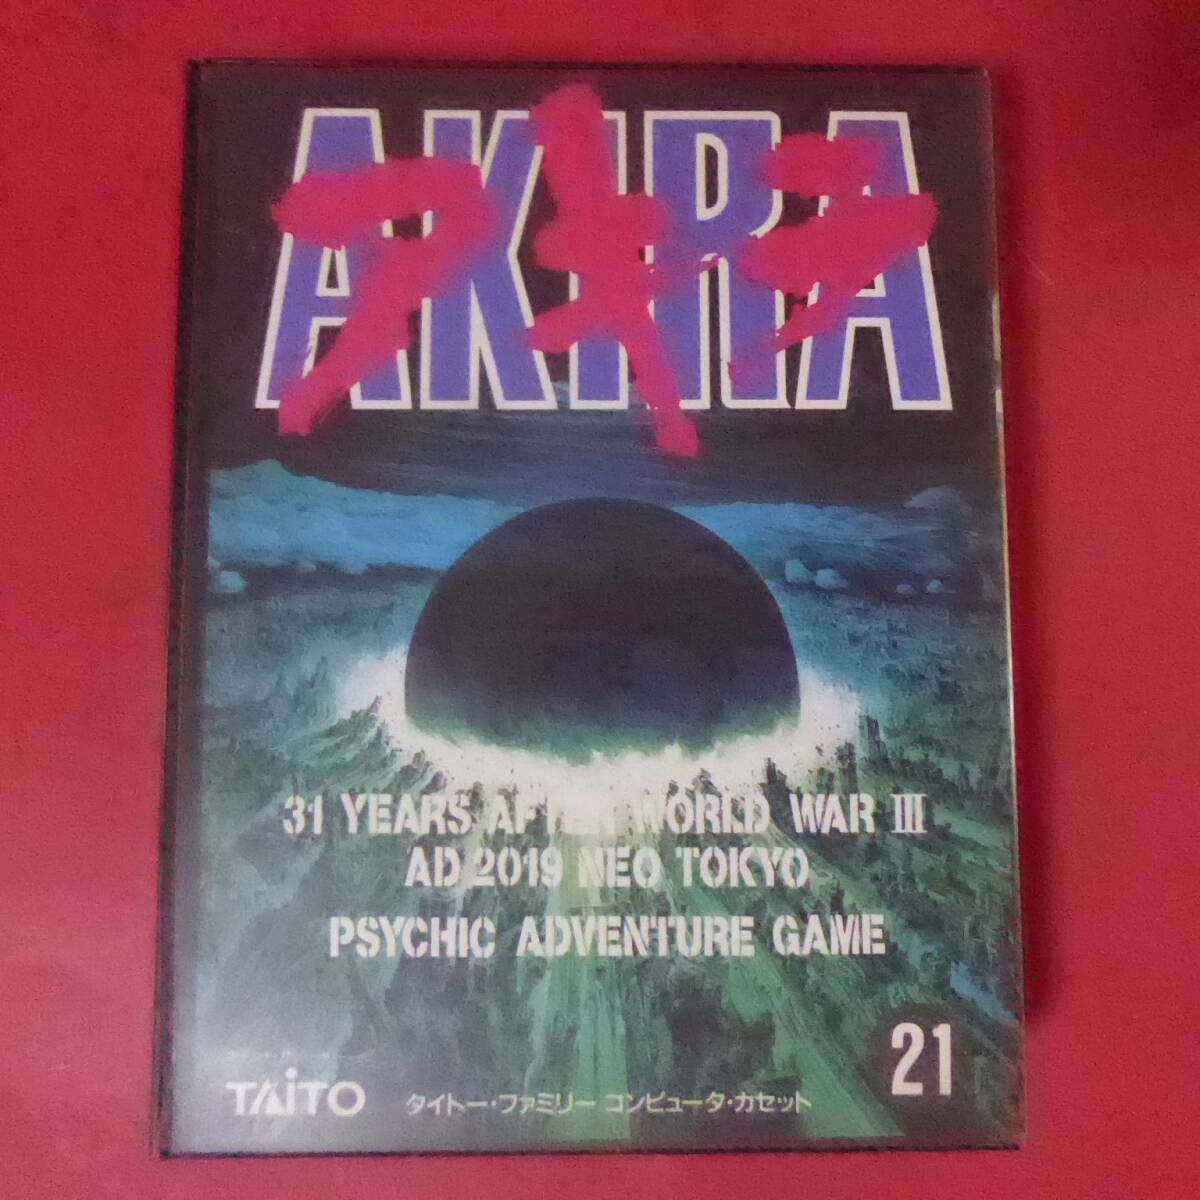 AKIRA
アキラ
31 YEARS AFTER WORLD WAR III
AD 2019 NEO TOKYO
PSYCHIC ADVENTURE GAME
21
TAITO タイトー・ファミリー コンピュータ・カセット